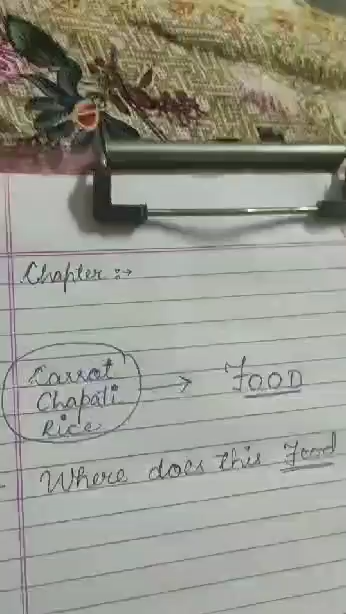 Chapter :→
Carrot
Chapati
Rice
→ FOOD
- Where does this Food